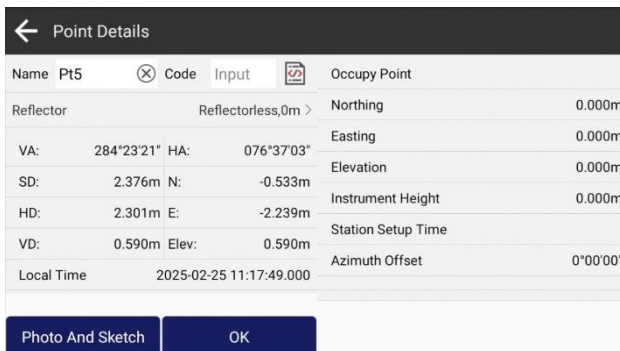 Point Details
Name Pt5 Code Input
Reflector Reflectorless,0m >
VA: 284°23'21" HA: 076°37'03"
SD: 2.376m N: -0.533m
HD: 2.301m E: -2.239m
VD: 0.590m Elev: 0.590m
Local Time 2025-02-25 11:17:49.000
Photo And Sketch OK
Occupy Point
Northing 0.000m
Easting 0.000m
Elevation 0.000m
Instrument Height 0.000m
Station Setup Time
Azimuth Offset 0°00'00"